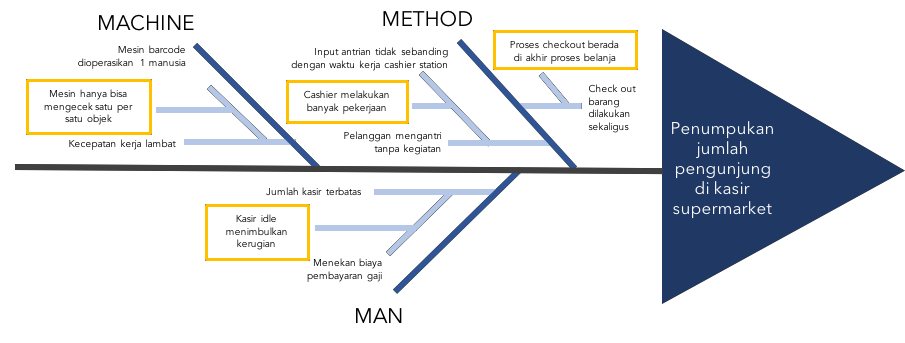 MACHINE
Mesin barcode
dioperasikan 1 manusia
Mesin hanya bisa
mengecek satu per
satu objek
Kecepatan kerja lambat
METHOD
Input antrian tidak sebanding
dengan waktu kerja cashier station
Cashier melakukan
banyak pekerjaan
Pelanggan mengantri
tanpa kegiatan
Proses checkout berada
di akhir proses belanja
Check out
barang
dilakukan
sekaligus
Penumpukan
jumlah
pengunjung
di kasir
supermarket
Jumlah kasir terbatas
Kasir idle
menimbulkan
kerugian
Menekan biaya
pembayaran gaji
MAN